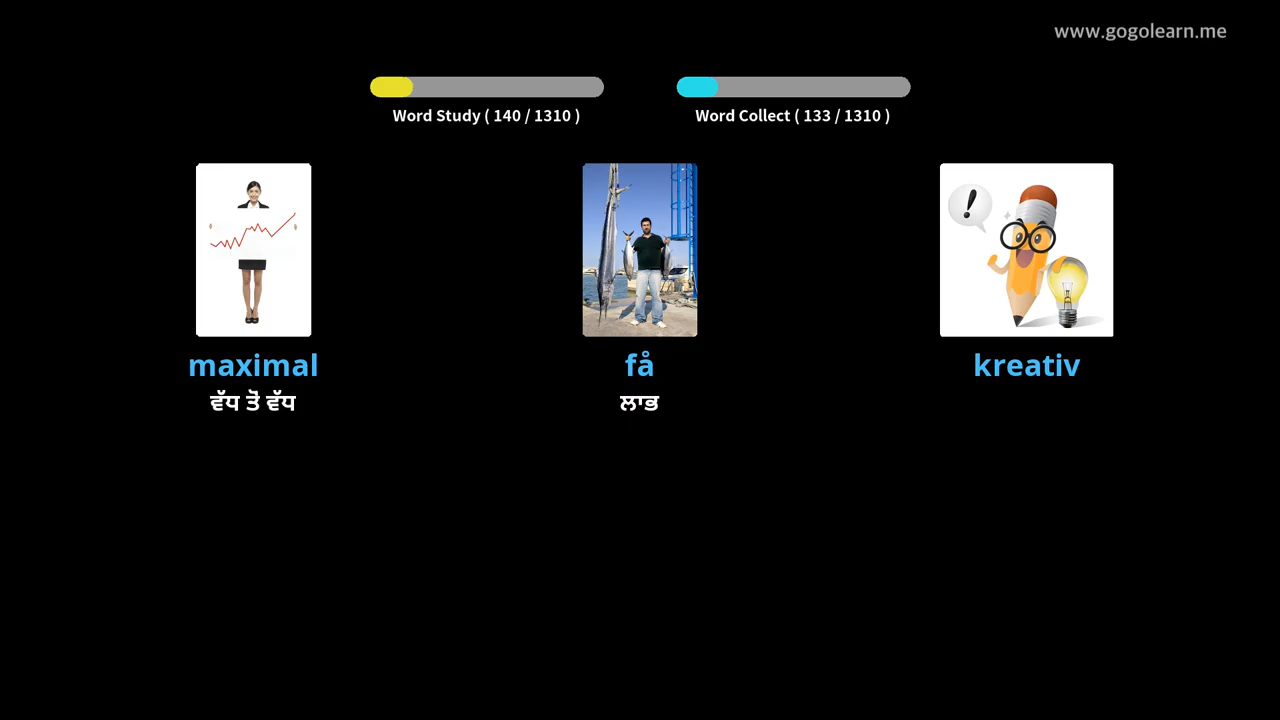 www.gogolearn.me
Word Study ( 140 / 1310 )
Word Collect ( 133 / 1310 )
maximal
få
kreativ
ਵੱਧ ਤੋਂ ਵੱਧ
ਲਾਭ